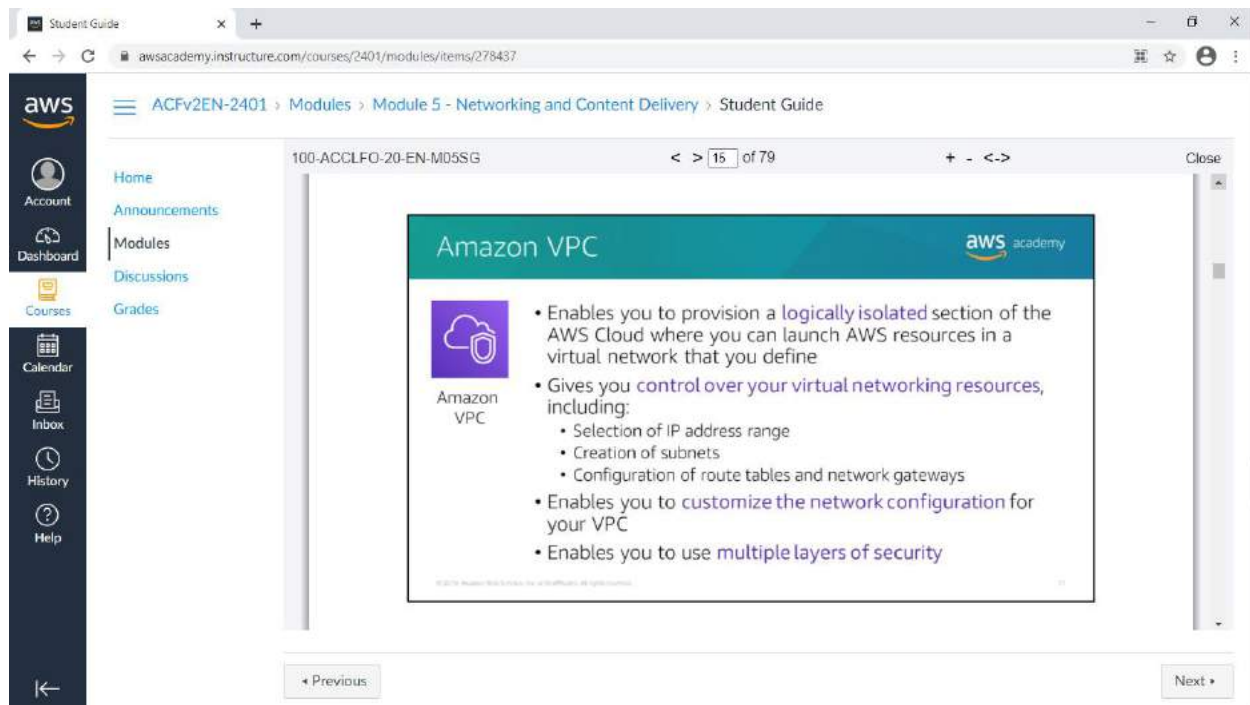 aws Student Guide
awsacademy.instructure.com/courses/2401/modules/items/278437
aws
ACFv2EN-2401 > Modules > Module 5 - Networking and Content Delivery > Student Guide
Account
Dashboard
Courses
Calendar
Inbox
History
Help
Home
Announcements
Modules
Discussions
Grades
100-ACCLFO-20-EN-M05SG < > 15 of 79 + - <-> Close
Amazon VPC
aws academy
Amazon
VPC
• Enables you to provision a logically isolated section of the
AWS Cloud where you can launch AWS resources in a
virtual network that you define
• Gives you control over your virtual networking resources,
including:
• Selection of IP address range
• Creation of subnets
• Configuration of route tables and network gateways
• Enables you to customize the network configuration for
your VPC
• Enables you to use multiple layers of security
Previous
Next